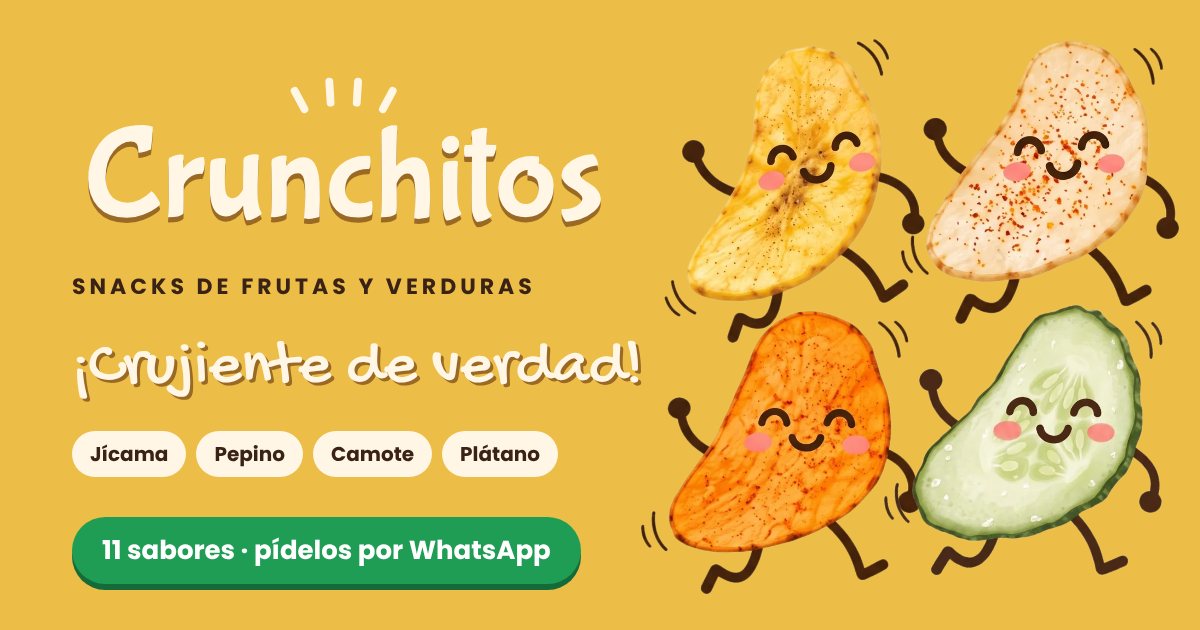 Crunchitos
SNACKS DE FRUTAS Y VERDURAS
¡Crujiente de verdad!
Jícama Pepino Camote Plátano
11 sabores · pídelos por WhatsApp